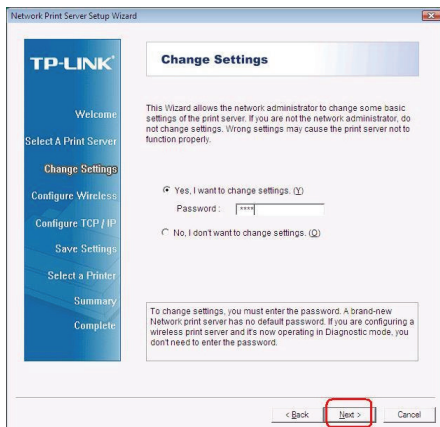 Network Print Server Setup Wizard
TP-LINK
Change Settings
Welcome
Select A Print Server
Change Settings
Configure Wireless
Configure TCP / IP
Save Settings
Select a Printer
Summary
Complete
This Wizard allows the network administrator to change some basic
settings of the print server. If you are not the network administrator, do
not change settings. Wrong settings may cause the print server not to
function properly.
Yes, I want to change settings. (Y)
Password : ****
No, I don't want to change settings. (O)
To change settings, you must enter the password. A brand-new
Network print server has no default password. If you are configuring a
wireless print server and it's now operating in Diagnostic mode, you
don't need to enter the password.
< Back
Next >
Cancel